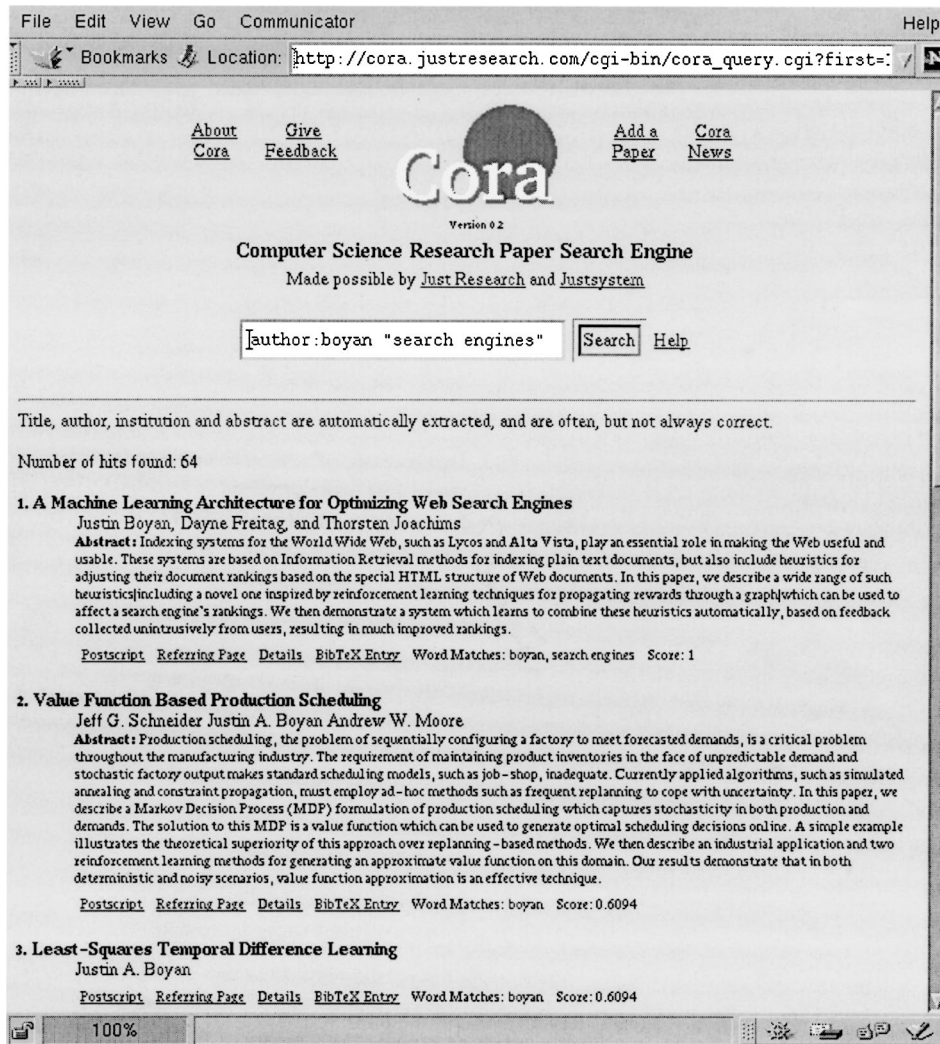 File Edit View Go Communicator Help
Bookmarks Location: http://cora.justresearch.com/cgi-bin/cora_query.cgi?first=
About Cora
Give Feedback
Cora
Add a Paper
Cora News
Version 0.2
Computer Science Research Paper Search Engine
Made possible by Just Research and Justsystem
author:boyan "search engines" Search Help
Title, author, institution and abstract are automatically extracted, and are often, but not always correct.
Number of hits found: 64
1. A Machine Learning Architecture for Optimizing Web Search Engines
Justin Boyan, Dayne Freitag, and Thorsten Joachims
Abstract: Indexing systems for the World Wide Web, such as Lycos and Alta Vista, play an essential role in making the Web useful and
usable. These systems are based on Information Retrieval methods for indexing plain text documents, but also include heuristics for
adjusting their document rankings based on the special HTML structure of Web documents. In this paper, we describe a wide range of such
heuristics|including a novel one inspired by reinforcement learning techniques for propagating rewards through a graph|which can be used to
affect a search engine's rankings. We then demonstrate a system which learns to combine these heuristics automatically, based on feedback
collected unintrusively from users, resulting in much improved rankings.
Postscript Referring Page Details BibTeX Entry Word Matches: boyan, search engines Score: 1
2. Value Function Based Production Scheduling
Jeff G. Schneider Justin A. Boyan Andrew W. Moore
Abstract: Production scheduling, the problem of sequentially configuring a factory to meet forecasted demands, is a critical problem
throughout the manufacturing industry. The requirement of maintaining product inventories in the face of unpredictable demand and
stochastic factory output makes standard scheduling models, such as job-shop, inadequate. Currently applied algorithms, such as simulated
annealing and constraint propagation, must employ ad-hoc methods such as frequent replanning to cope with uncertainty. In this paper, we
describe a Markov Decision Process (MDP) formulation of production scheduling which captures stochasticity in both production and
demands. The solution to this MDP is a value function which can be used to generate optimal scheduling decisions online. A simple example
illustrates the theoretical superiority of this approach over replanning-based methods. We then describe an industrial application and two
reinforcement learning methods for generating an approximate value function on this domain. Our results demonstrate that in both
deterministic and noisy scenarios, value function approximation is an effective technique.
Postscript Referring Page Details BibTeX Entry Word Matches: boyan Score: 0.6094
3. Least-Squares Temporal Difference Learning
Justin A. Boyan
Postscript Referring Page Details BibTeX Entry Word Matches: boyan Score: 0.6094
100%